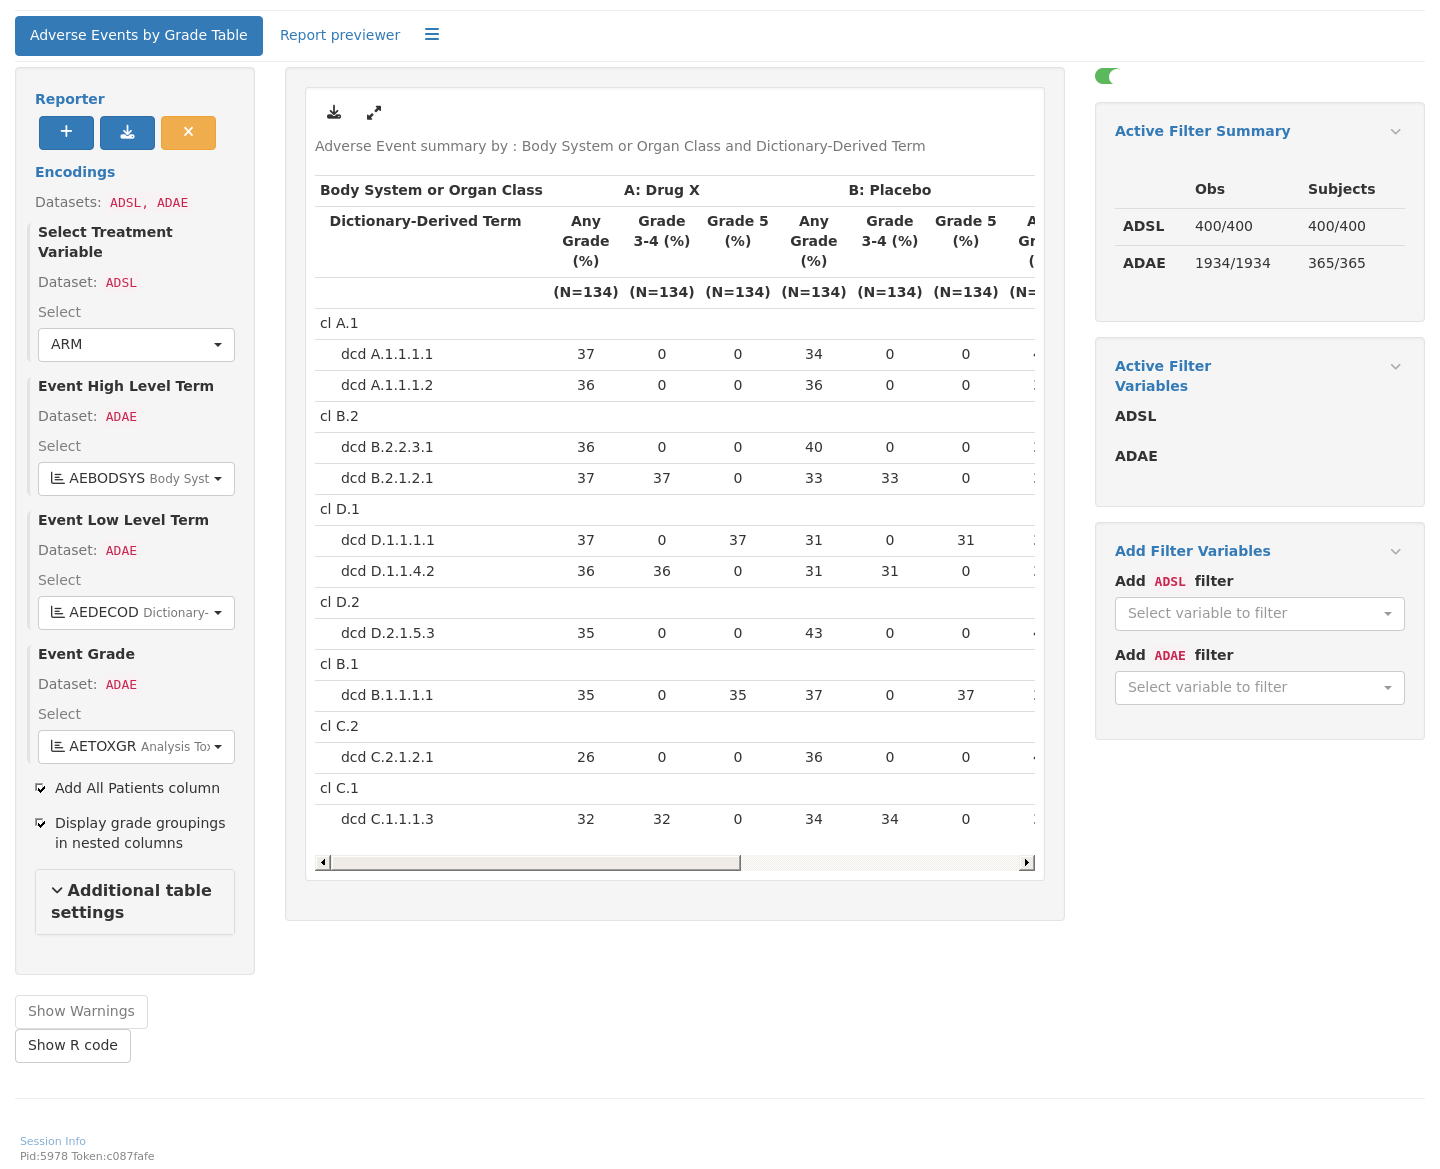 Adverse Events by Grade Table
Report previewer
Reporter
Encodings
Datasets: ADSL, ADAE
Select Treatment
Variable
Dataset: ADSL
Select
ARM
Event High Level Term
Dataset: ADAE
Select
AEBODSYS Body Syst
Event Low Level Term
Dataset: ADAE
Select
AEDECOD Dictionary-
Event Grade
Dataset: ADAE
Select
AETOXGR Analysis Tox
Add All Patients column
Display grade groupings
in nested columns
Additional table
settings
Show Warnings
Show R code
Adverse Event summary by : Body System or Organ Class and Dictionary-Derived Term
Body System or Organ Class A: Drug X B: Placebo
Dictionary-Derived Term Any Grade (%) Grade 3-4 (%) Grade 5 (%) Any Grade (%) Grade 3-4 (%) Grade 5 (%)
(N=134) (N=134) (N=134) (N=134) (N=134) (N=134) (N=
cl A.1
dcd A.1.1.1.1 37 0 0 34 0 0
dcd A.1.1.1.2 36 0 0 36 0 0
cl B.2
dcd B.2.2.3.1 36 0 0 40 0 0
dcd B.2.1.2.1 37 37 0 33 33 0
cl D.1
dcd D.1.1.1.1 37 0 37 31 0 31
dcd D.1.1.4.2 36 36 0 31 31 0
cl D.2
dcd D.2.1.5.3 35 0 0 43 0 0
cl B.1
dcd B.1.1.1.1 35 0 35 37 0 37
cl C.2
dcd C.2.1.2.1 26 0 0 36 0 0
cl C.1
dcd C.1.1.1.3 32 32 0 34 34 0
Active Filter Summary
Obs Subjects
ADSL 400/400 400/400
ADAE 1934/1934 365/365
Active Filter
Variables
ADSL
ADAE
Add Filter Variables
Add ADSL filter
Select variable to filter
Add ADAE filter
Select variable to filter
Session Info
Pid:5978 Token:c087fafe